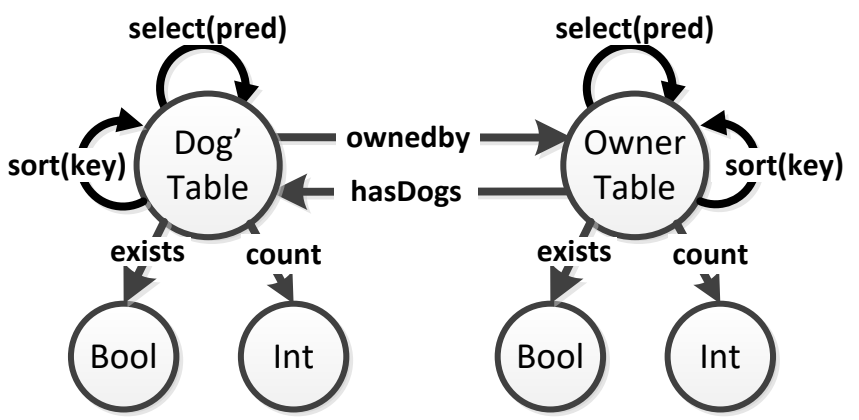 select(pred)
select(pred)
Dog’
Table
Owner
Table
sort(key)
ownedby
hasDogs
sort(key)
exists
count
exists
count
Bool
Int
Bool
Int